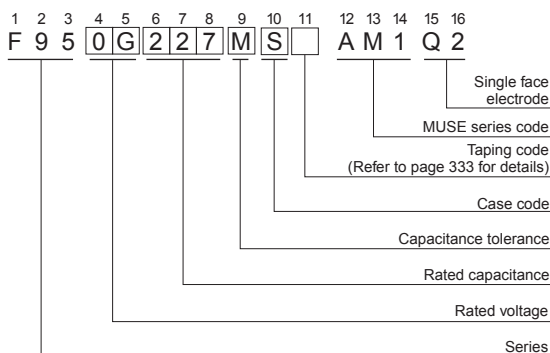 1 2 3 4 5 6 7 8 9 10 11 12 13 14 15 16
F 9 5 0 G 2 2 7 M S A M 1 Q 2
Single face
electrode
MUSE series code
Taping code
(Refer to page 333 for details)
Case code
Capacitance tolerance
Rated capacitance
Rated voltage
Series